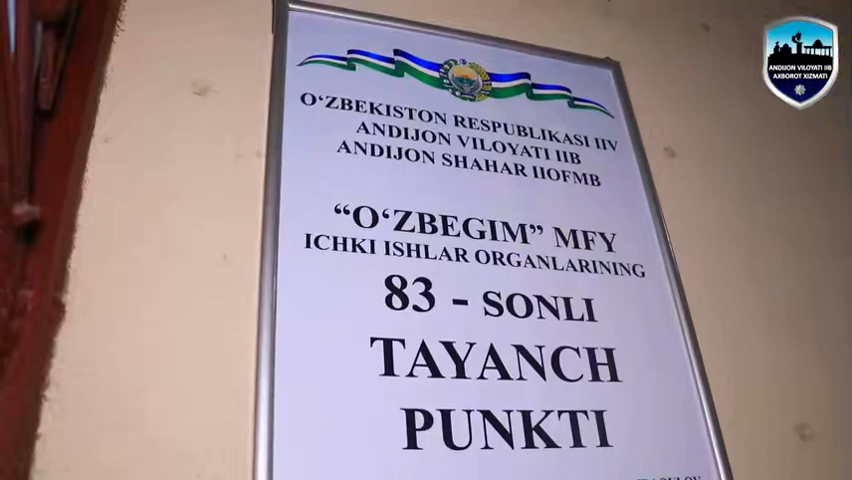 O‘ZBEKISTON RESPUBLIKASI IIV
ANDIJON VILOYATI IIB
ANDIJON SHAHAR IIOFMB
“O‘ZBEGIM” MFY
ICHKI ISHLAR ORGANLARINING
83 - SONLI
TAYANCH
PUNKTI
ANDIJON VILOYATI IIB
AXBOROT XIZMATI